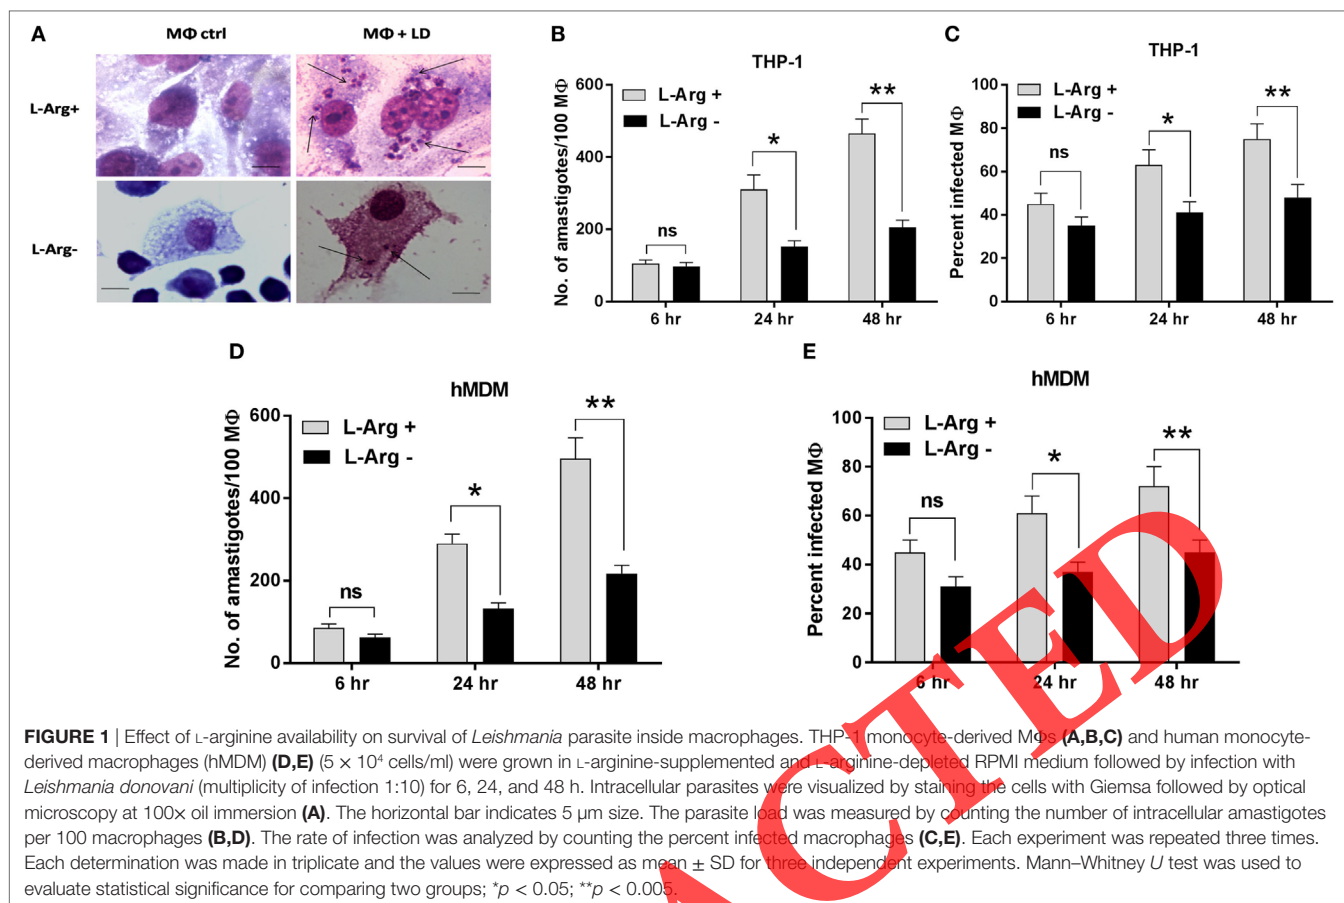 A
MΦ ctrl
MΦ + LD
L-Arg+
L-Arg-
B
THP-1
No. of amastigotes/100 MΦ
600
400
200
0
L-Arg +
L-Arg -
ns
*
**
6 hr
24 hr
48 hr
C
THP-1
Percent infected MΦ
100
80
60
40
20
0
L-Arg +
L-Arg -
ns
*
**
6 hr
24 hr
48 hr
D
hMDM
No. of amastigotes/100 MΦ
600
400
200
0
L-Arg +
L-Arg -
ns
*
**
6 hr
24 hr
48 hr
E
hMDM
Percent infected MΦ
100
80
60
40
20
0
L-Arg +
L-Arg -
ns
*
**
6 hr
24 hr
48 hr
FIGURE 1 | Effect of L-arginine availability on survival of Leishmania parasite inside macrophages. THP-1 monocyte-derived MΦs (A,B,C) and human monocyte-
derived macrophages (hMDM) (D,E) (5 × 10⁴ cells/ml) were grown in L-arginine-supplemented and L-arginine-depleted RPMI medium followed by infection with
Leishmania donovani (multiplicity of infection 1:10) for 6, 24, and 48 h. Intracellular parasites were visualized by staining the cells with Giemsa followed by optical
microscopy at 100× oil immersion (A). The horizontal bar indicates 5 μm size. The parasite load was measured by counting the number of intracellular amastigotes
per 100 macrophages (B,D). The rate of infection was analyzed by counting the percent infected macrophages (C,E). Each experiment was repeated three times.
Each determination was made in triplicate and the values were expressed as mean ± SD for three independent experiments. Mann–Whitney U test was used to
evaluate statistical significance for comparing two groups; *p < 0.05; **p < 0.005.
ACTED